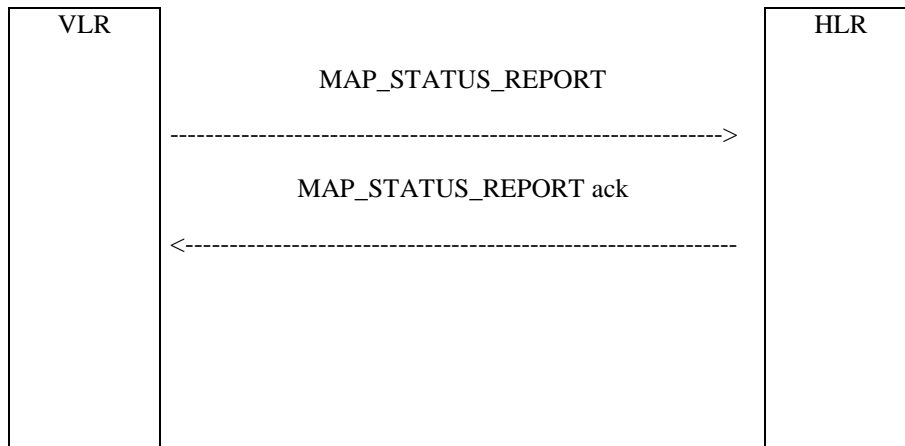 VLR
HLR
MAP_STATUS_REPORT
MAP_STATUS_REPORT ack